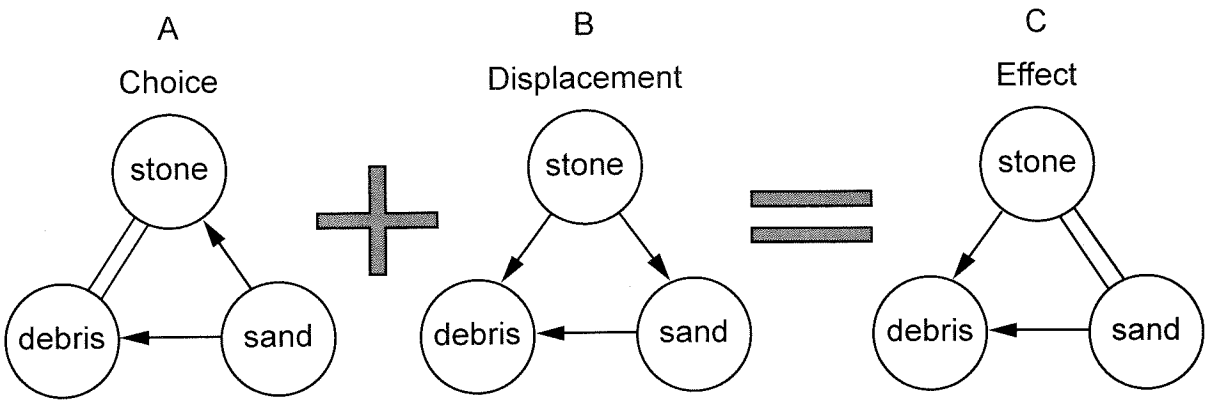 A
Choice
stone
debris
sand
B
Displacement
stone
debris
sand
C
Effect
stone
debris
sand